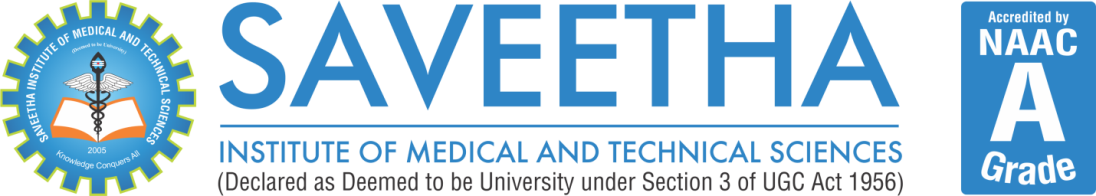 SAVEETHA INSTITUTE OF MEDICAL AND TECHNICAL SCIENCES
(Deemed to be University)
2005
Knowledge Conquers All
SAVEETHA
INSTITUTE OF MEDICAL AND TECHNICAL SCIENCES
(Declared as Deemed to be University under Section 3 of UGC Act 1956)
Accredited by
NAAC
A
Grade